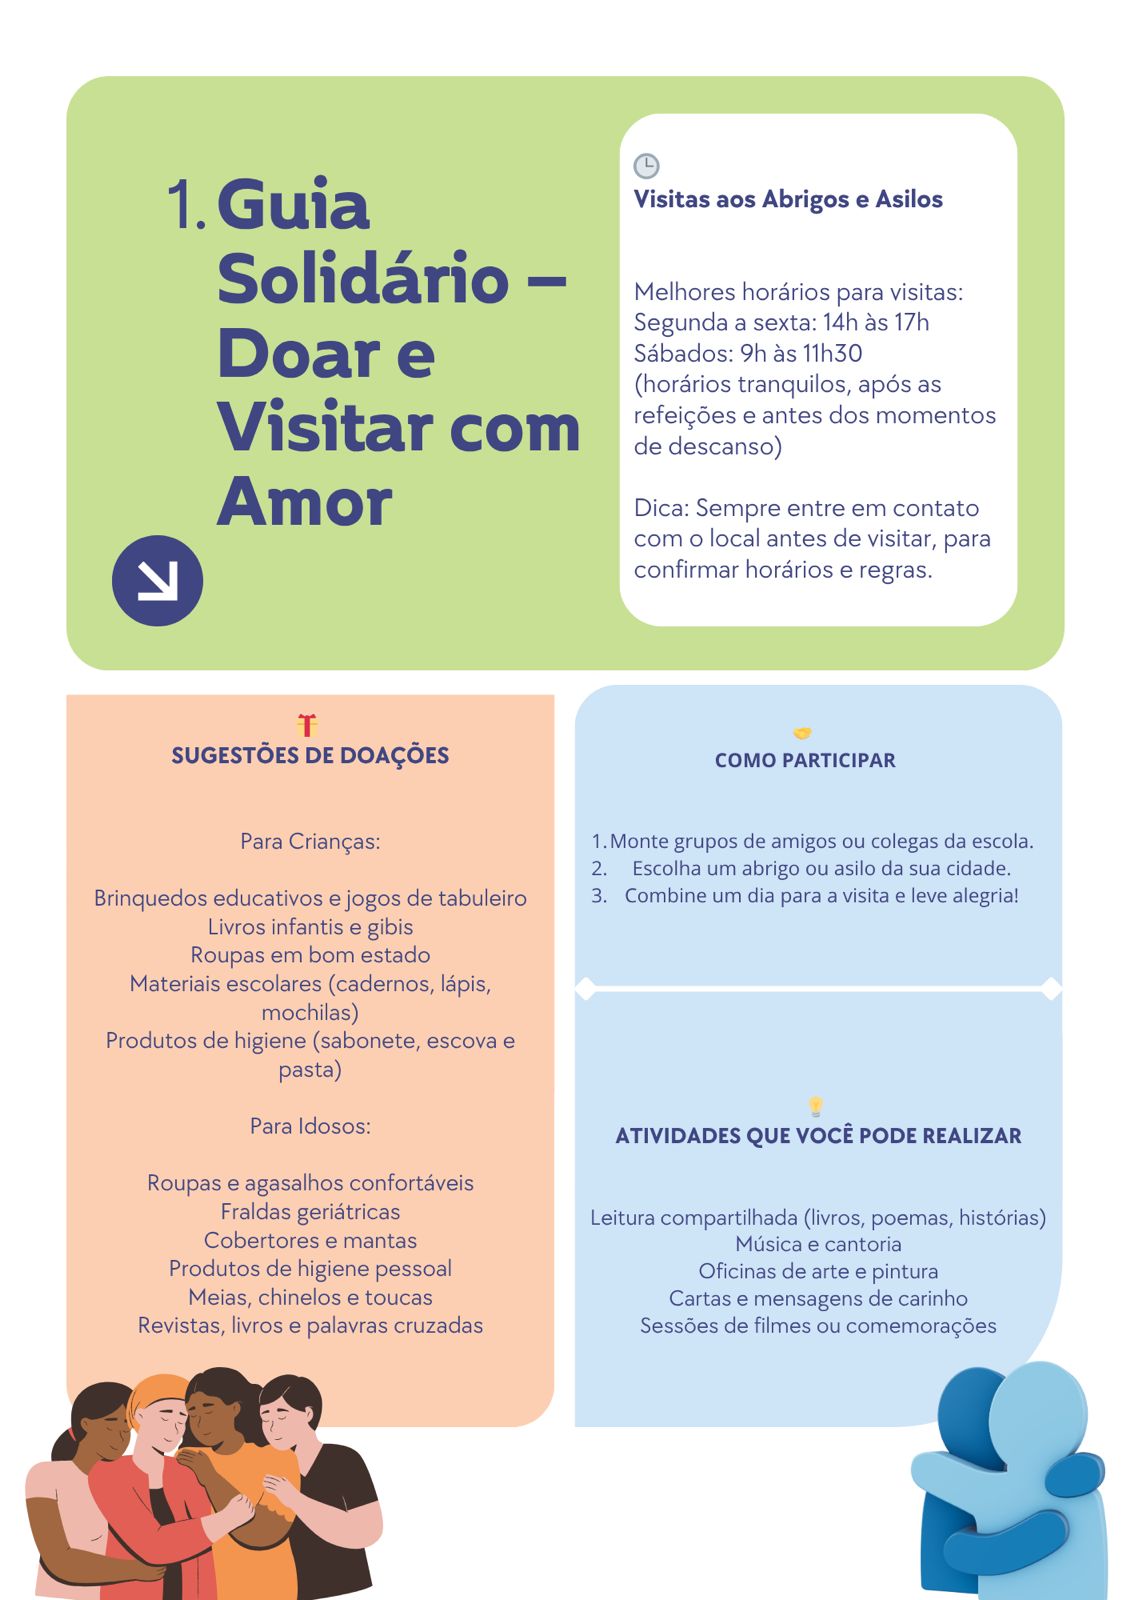 1. Guia
Solidário –
Doar e
Visitar com
Amor
Visitas aos Abrigos e Asilos
Melhores horários para visitas:
Segunda a sexta: 14h às 17h
Sábados: 9h às 11h30
(horários tranquilos, após as
refeições e antes dos momentos
de descanso)
Dica: Sempre entre em contato
com o local antes de visitar, para
confirmar horários e regras.
SUGESTÕES DE DOAÇÕES
Para Crianças:
Brinquedos educativos e jogos de tabuleiro
Livros infantis e gibis
Roupas em bom estado
Materiais escolares (cadernos, lápis,
mochilas)
Produtos de higiene (sabonete, escova e
pasta)
Para Idosos:
Roupas e agasalhos confortáveis
Fraldas geriátricas
Cobertores e mantas
Produtos de higiene pessoal
Meias, chinelos e toucas
Revistas, livros e palavras cruzadas
COMO PARTICIPAR
1. Monte grupos de amigos ou colegas da escola.
2. Escolha um abrigo ou asilo da sua cidade.
3. Combine um dia para a visita e leve alegria!
ATIVIDADES QUE VOCÊ PODE REALIZAR
Leitura compartilhada (livros, poemas, histórias)
Música e cantoria
Oficinas de arte e pintura
Cartas e mensagens de carinho
Sessões de filmes ou comemorações